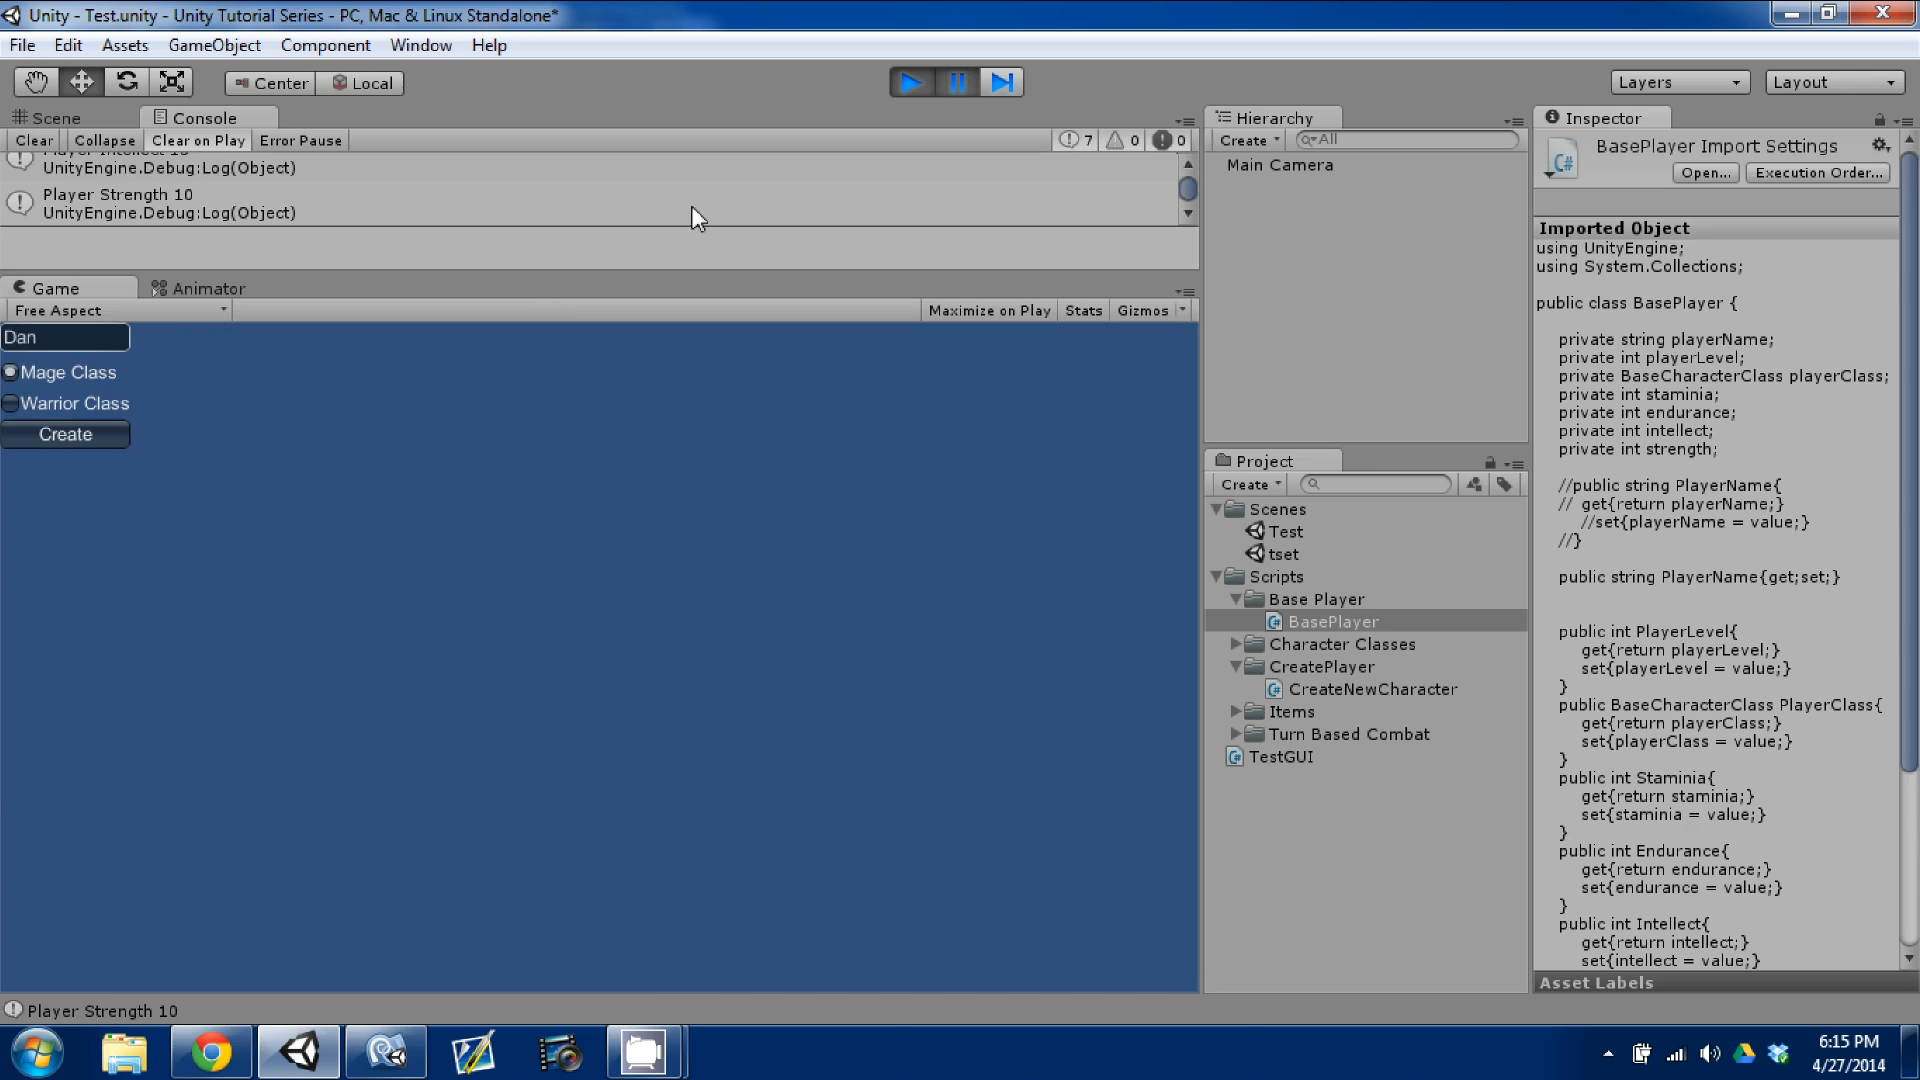 Unity - Test.unity - Unity Tutorial Series - PC, Mac & Linux Standalone*
File Edit Assets GameObject Component Window Help
Center Local
Layers Layout
Scene Console
Clear Collapse Clear on Play Error Pause 7 0 0
UnityEngine.Debug:Log(Object)
Player Strength 10
UnityEngine.Debug:Log(Object)
Game Animator
Free Aspect Maximize on Play Stats Gizmos
Dan
Mage Class
Warrior Class
Create
Hierarchy
Create All
Main Camera
Project
Create
Scenes
Test
tset
Scripts
Base Player
BasePlayer
Character Classes
CreatePlayer
CreateNewCharacter
Items
Turn Based Combat
TestGUI
Inspector
BasePlayer Import Settings
Open... Execution Order...
Imported Object
using UnityEngine;
using System.Collections;
public class BasePlayer {
private string playerName;
private int playerLevel;
private BaseCharacterClass playerClass;
private int staminia;
private int endurance;
private int intellect;
private int strength;
//public string PlayerName{
// get{return playerName;}
//set{playerName = value;}
//}
public string PlayerName{get;set;}
public int PlayerLevel{
get{return playerLevel;}
set{playerLevel = value;}
}
public BaseCharacterClass PlayerClass{
get{return playerClass;}
set{playerClass = value;}
}
public int Staminia{
get{return staminia;}
set{staminia = value;}
}
public int Endurance{
get{return endurance;}
set{endurance = value;}
}
public int Intellect{
get{return intellect;}
set{intellect = value;}
Asset Labels
Player Strength 10
6:15 PM
4/27/2014